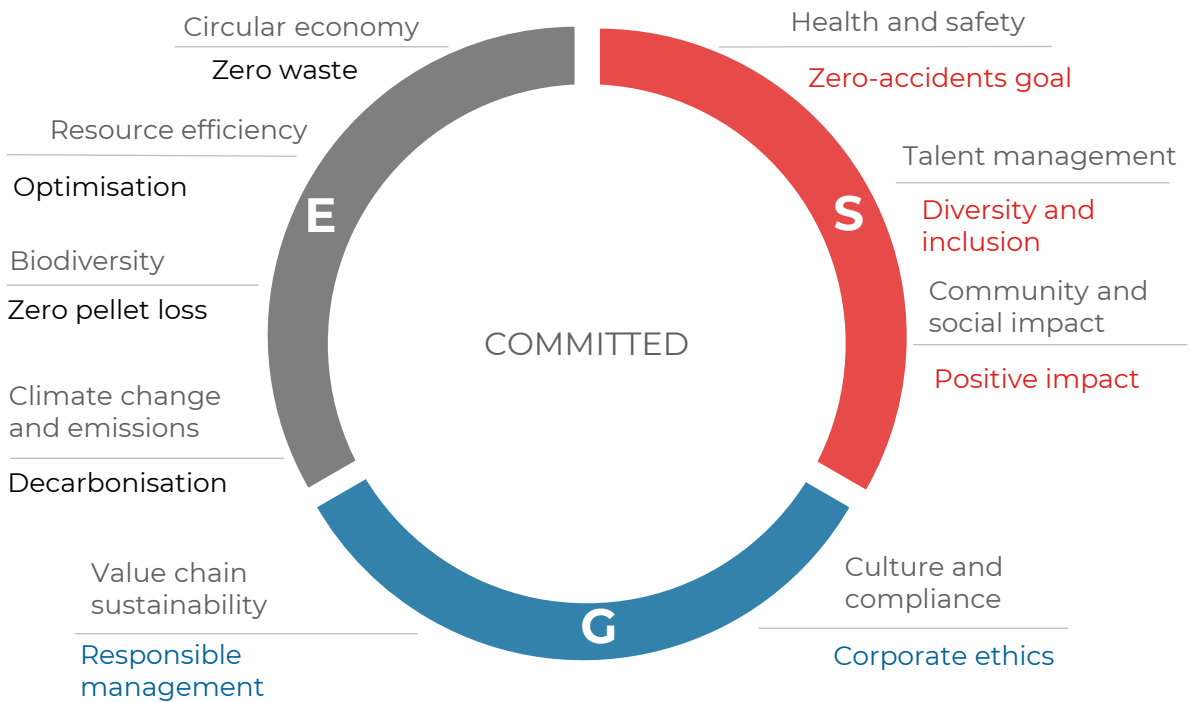 Circular economy
Zero waste
Resource efficiency
Optimisation
E
Biodiversity
Zero pellet loss
Climate change
and emissions
Decarbonisation
Health and safety
Zero-accidents goal
Talent management
S
Diversity and
inclusion
Community and
social impact
Positive impact
COMMITTED
Value chain
sustainability
Responsible
management
G
Culture and
compliance
Corporate ethics